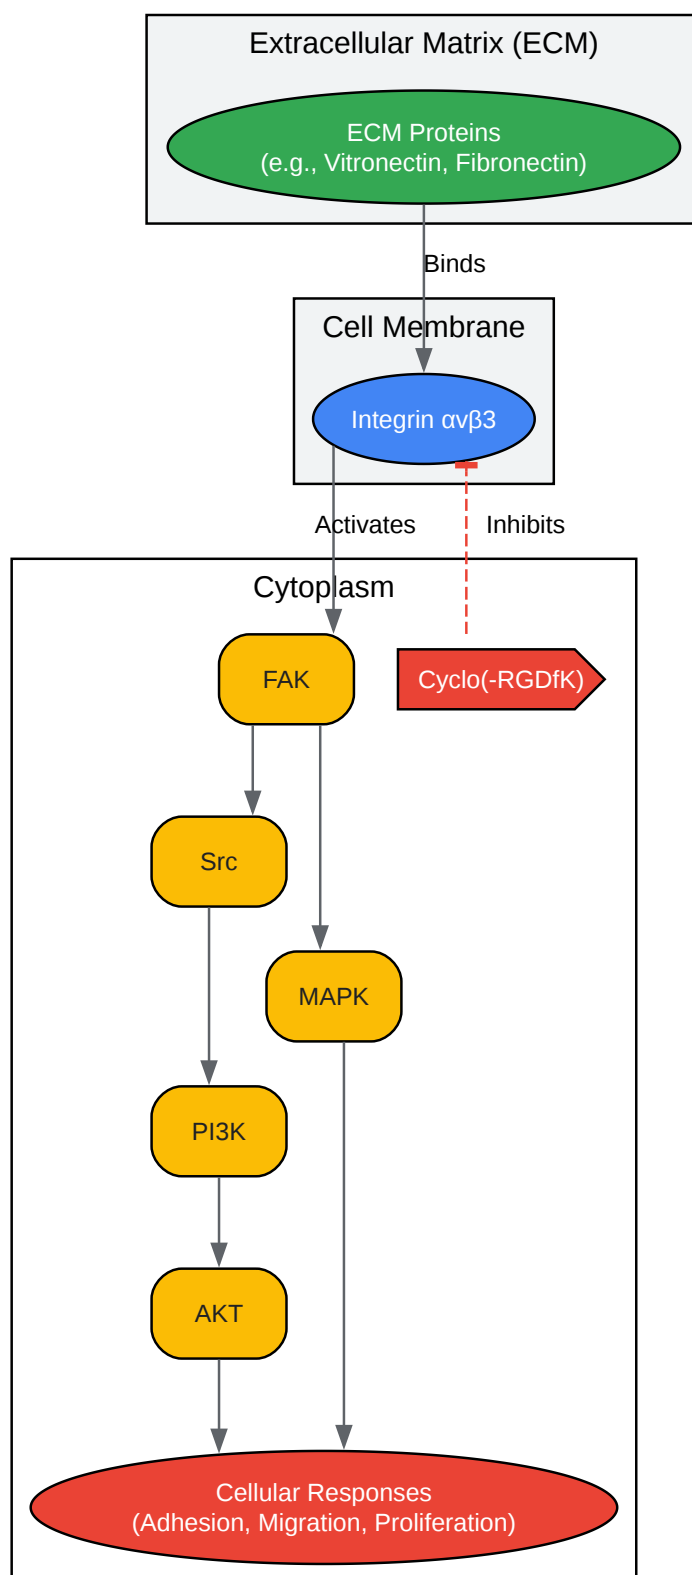 Extracellular Matrix (ECM)
ECM Proteins
(e.g., Vitronectin, Fibronectin)
Binds
Cell Membrane
Integrin αvβ3
Activates
Inhibits
Cytoplasm
FAK
Cyclo(-RGDfK)
Src
MAPK
PI3K
AKT
Cellular Responses
(Adhesion, Migration, Proliferation)